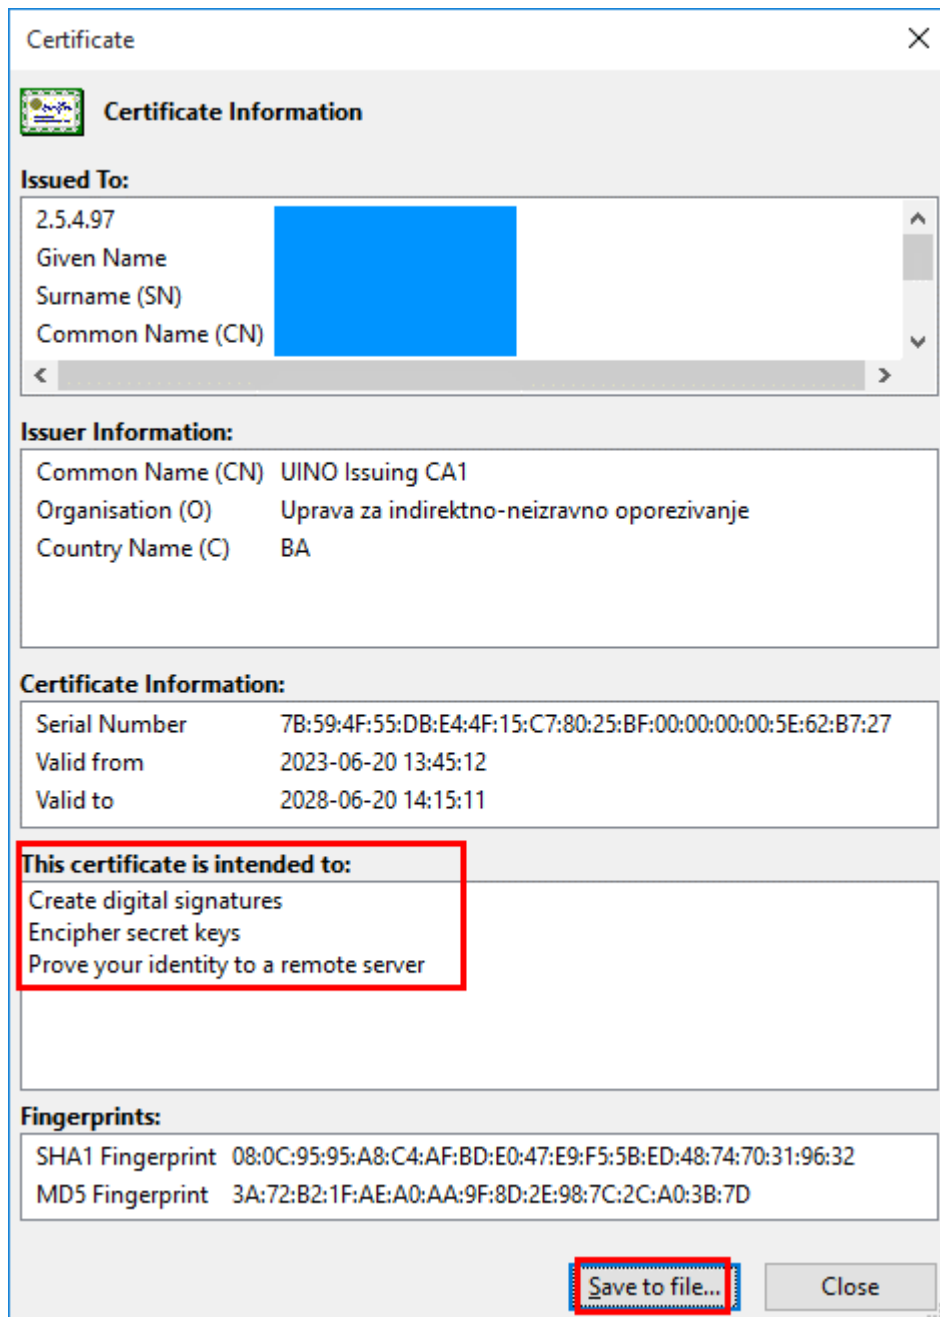 Certificate
Certificate Information
Issued To:
2.5.4.97
Given Name
Surname (SN)
Common Name (CN)
Issuer Information:
Common Name (CN) UINO Issuing CA1
Organisation (O) Uprava za indirektno-neizravno oporezivanje
Country Name (C) BA
Certificate Information:
Serial Number 7B:59:4F:55:DB:E4:4F:15:C7:80:25:BF:00:00:00:00:5E:62:B7:27
Valid from 2023-06-20 13:45:12
Valid to 2028-06-20 14:15:11
This certificate is intended to:
Create digital signatures
Encipher secret keys
Prove your identity to a remote server
Fingerprints:
SHA1 Fingerprint 08:0C:95:95:A8:C4:AF:BD:E0:47:E9:F5:5B:ED:48:74:70:31:96:32
MD5 Fingerprint 3A:72:B2:1F:AE:A0:AA:9F:8D:2E:98:7C:2C:A0:3B:7D
Save to file... Close